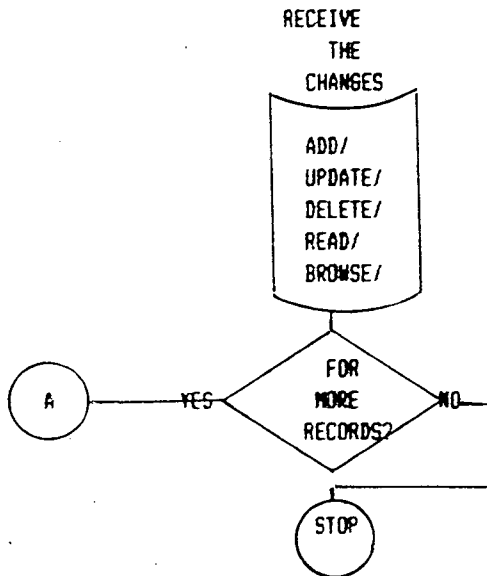 RECEIVE
THE
CHANGES
ADD/
UPDATE/
DELETE/
READ/
BROWSE/
FOR
A YES MORE NO
RECORDS?
STOP